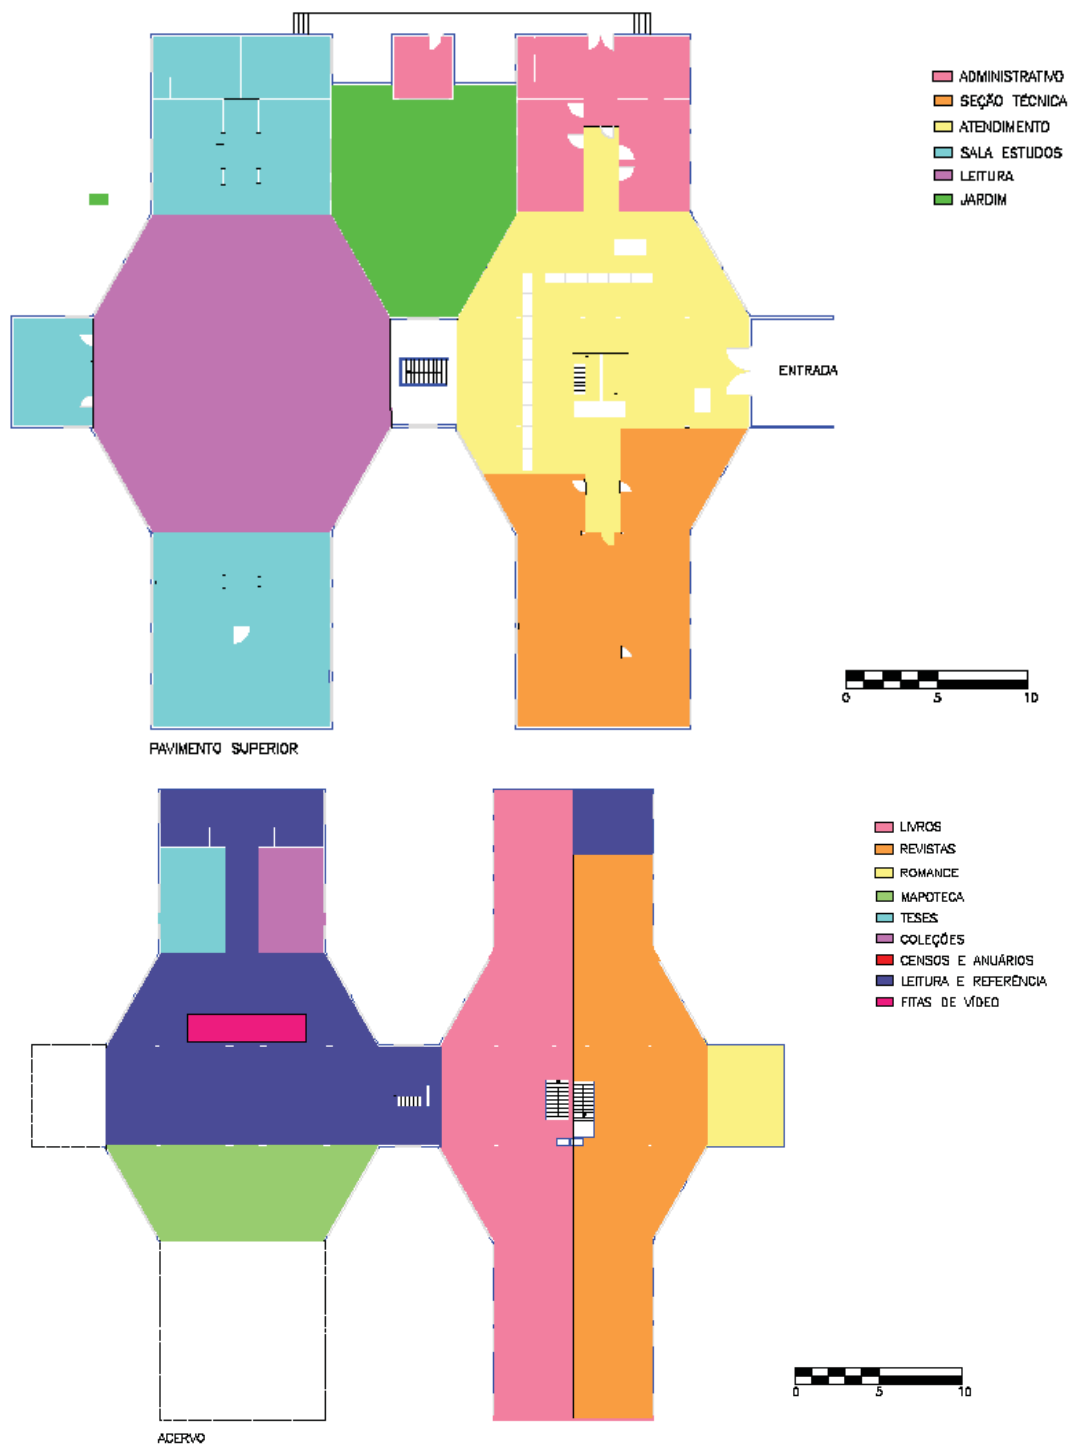 ADMINISTRATIVO
SEÇÃO TÉCNICA
ATENDIMENTO
SALA ESTUDOS
LEITURA
JARDIM
ENTRADA
0 5 10
PAVIMENTO SUPERIOR
LIVROS
REVISTAS
ROMANCE
MAPOTECA
TESES
COLEÇÕES
CENSOS E ANUÁRIOS
LEITURA E REFERÊNCIA
FITAS DE VÍDEO
0 5 10
ACERVO